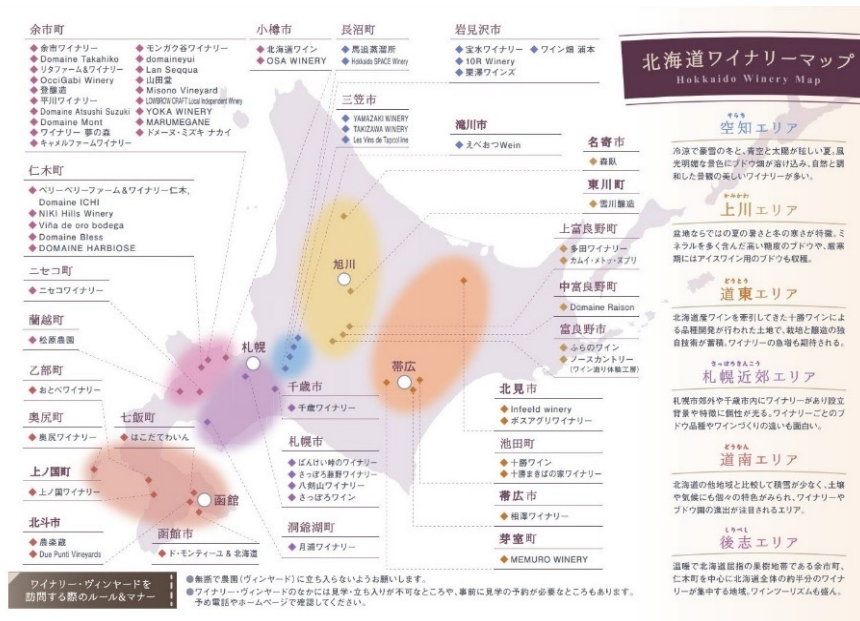 余市町
◆余市ワイナリー
◆Domaine Takahiko
◆リタファーム&ワイナリー
◆OcciGabi Winery
◆登醸造
◆平川ワイナリー
◆Domaine Atsushi Suzuki
◆Domaine Mont
◆ワイナリー 夢の森
◆キャメルファームワイナリー
◆モンガク谷ワイナリー
◆domaineyui
◆Lan Seqqua
◆山田堂
◆Misono Vineyard
◆LOWBROW CRAFT Local Independent Winery
◆YOKA WINERY
◆MARUMEGANE
◆ドメーヌ・ミズキ ナカイ
小樽市
◆北海道ワイン
◆OSA WINERY
長沼町
◆馬追蒸溜所
◆Hokkaido SPACE Winery
岩見沢市
◆宝水ワイナリー ◆ワイン畑 浦本
◆10R Winery
◆栗澤ワインズ
三笠市
◆YAMAZAKI WINERY
◆TAKIZAWA WINERY
◆Les Vins de Tapcoline
滝川市
◆えべおつWein
名寄市
◆森臥
東川町
◆雪川醸造
上富良野町
◆多田ワイナリー
◆カムイ・メトッ・ヌプリ
中富良野町
◆Domaine Raison
富良野市
◆ふらのワイン
◆ノースカントリー
(ワイン造り体験工房)
仁木町
◆ベリーベリーファーム&ワイナリー仁木,
Domaine ICHI
◆NIKI Hills Winery
◆Viña de oro bodega
◆Domaine Bless
◆DOMAINE HARBIOSE
ニセコ町
◆ニセコワイナリー
蘭越町
◆松原農園
乙部町
◆おとべワイナリー
奥尻町
◆奥尻ワイナリー
七飯町
◆はこだてわいん
上ノ国町
◆上ノ国ワイナリー
北斗市
◆農楽蔵
◆Due Punti Vineyards
函館市
◆ド・モンティーユ & 北海道
旭川
札幌
帯広
函館
千歳市
◆千歳ワイナリー
札幌市
◆ばんけい峠のワイナリー
◆さっぽろ藤野ワイナリー
◆八剣山ワイナリー
◆さっぽろワイン
洞爺湖町
◆月浦ワイナリー
北見市
◆Infeeld winery
◆ボスアグリワイナリー
池田町
◆十勝ワイン
◆十勝まきばの家ワイナリー
帯広市
◆相澤ワイナリー
芽室町
◆MEMURO WINERY
北海道ワイナリーマップ
Hokkaido Winery Map
そらち
空知エリア
冷涼で豪雪の冬と、青空と太陽が眩しい夏。風
光明媚な景色にブドウ畑が溶け込み、自然と調
和した景観の美しいワイナリーが多い。
かみかわ
上川エリア
盆地ならではの夏の暑さと冬の寒さが特徴。ミ
ネラルを多く含んだ高い糖度のブドウや、厳寒
期にはアイスワイン用のブドウも収穫。
どうとう
道東エリア
北海道産ワインを牽引してきた十勝ワインによ
る品種開発が行われた土地で、栽培と醸造の独
自技術が蓄積。ワイナリーの急増も期待される。
さっぽろきんこう
札幌近郊エリア
札幌市郊外や千歳市内にワイナリーがあり設立
背景や特徴に個性が光る。ワイナリーごとのブ
ドウ品種やワインづくりの違いも面白い。
どうなん
道南エリア
北海道の他地域と比較して積雪が少なく、土壌
や気候にも個々の特色がみられ、ワイナリーや
ブドウ園の進出が注目されるエリア。
しりべし
後志エリア
温暖で北海道屈指の果樹地帯である余市町、
仁木町を中心に北海道全体の約半分のワイナ
リーが集中する地域。ワインツーリズムも盛ん。
ワイナリー・ヴィンヤードを
訪問する際のルール&マナー
●無断で農園(ヴィンヤード)に立ち入らないようお願いします。
●ワイナリー・ヴィンヤードのなかには見学・立ち入りが不可なところや、事前に見学の予約が必要なところもあります。
予め電話やホームページで確認してください。